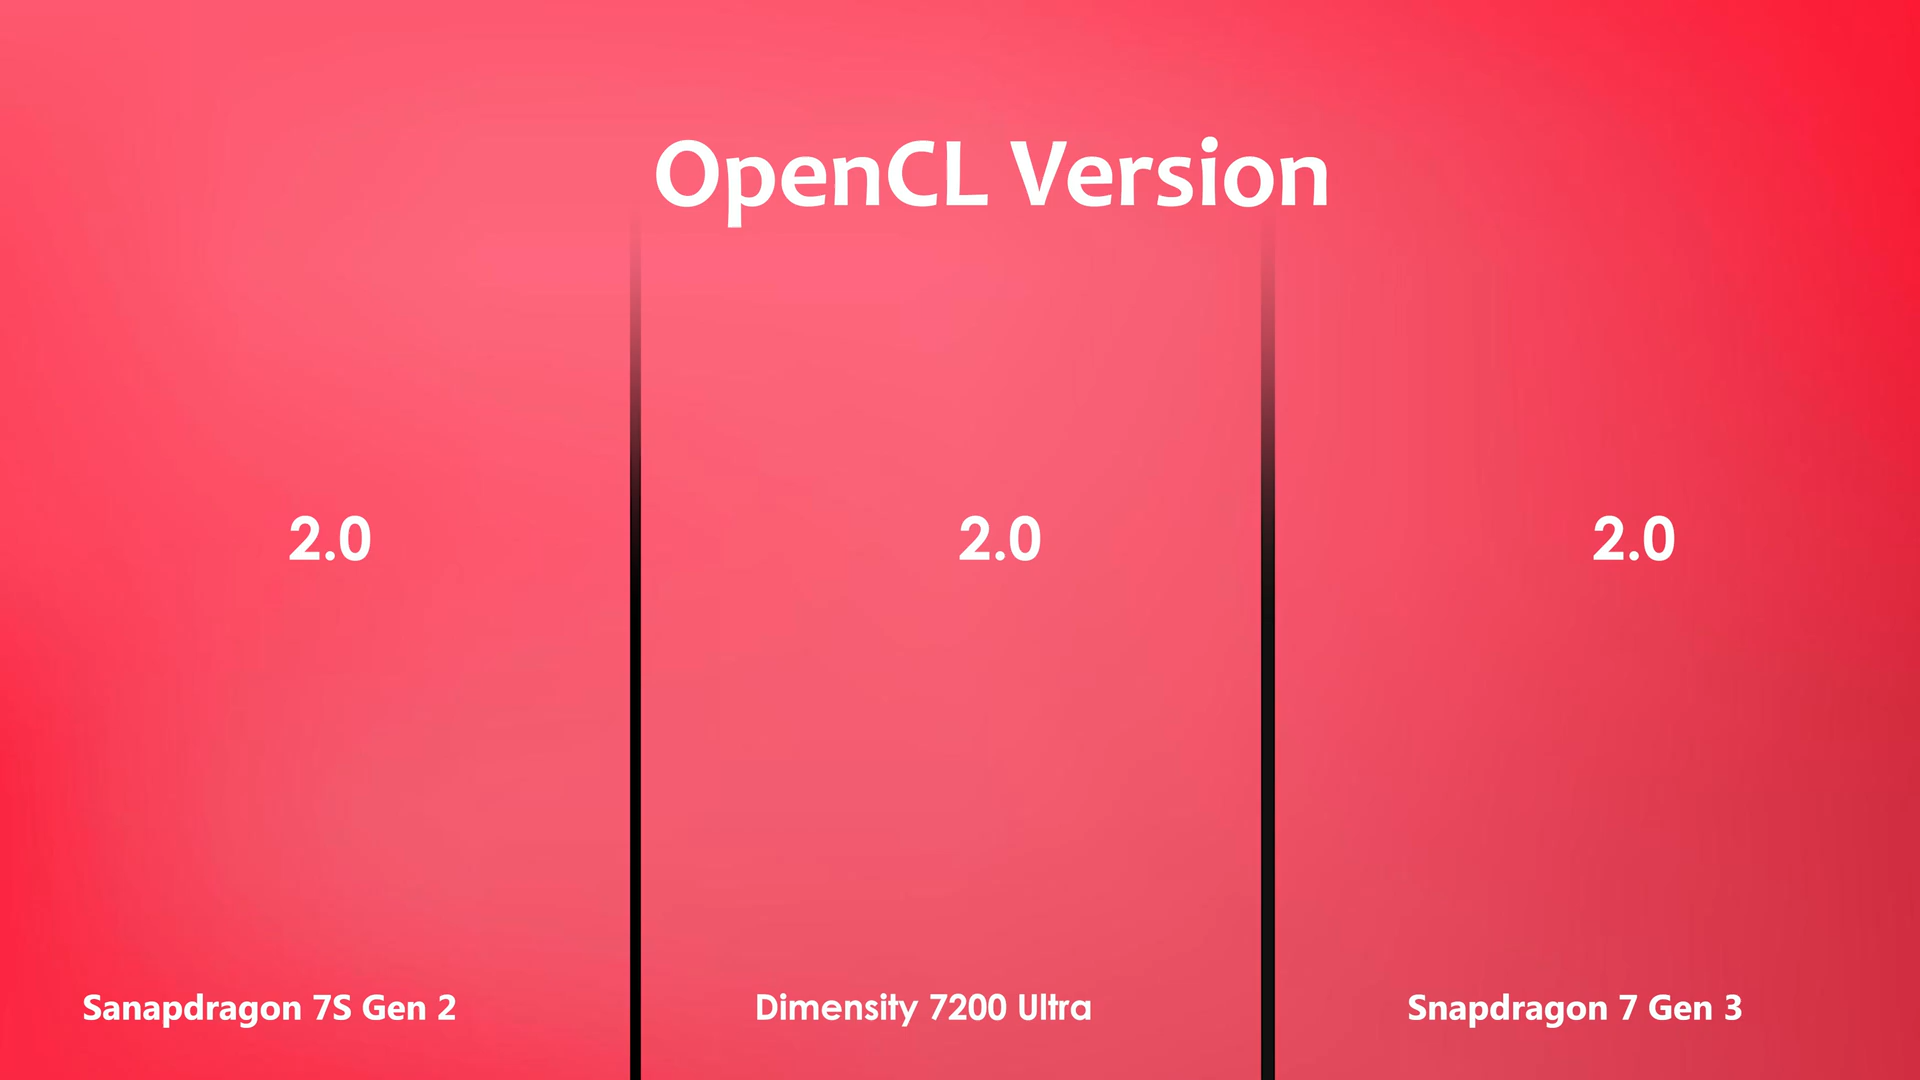 OpenCL Version
2.0
2.0
2.0
Sanapdragon 7S Gen 2
Dimensity 7200 Ultra
Snapdragon 7 Gen 3